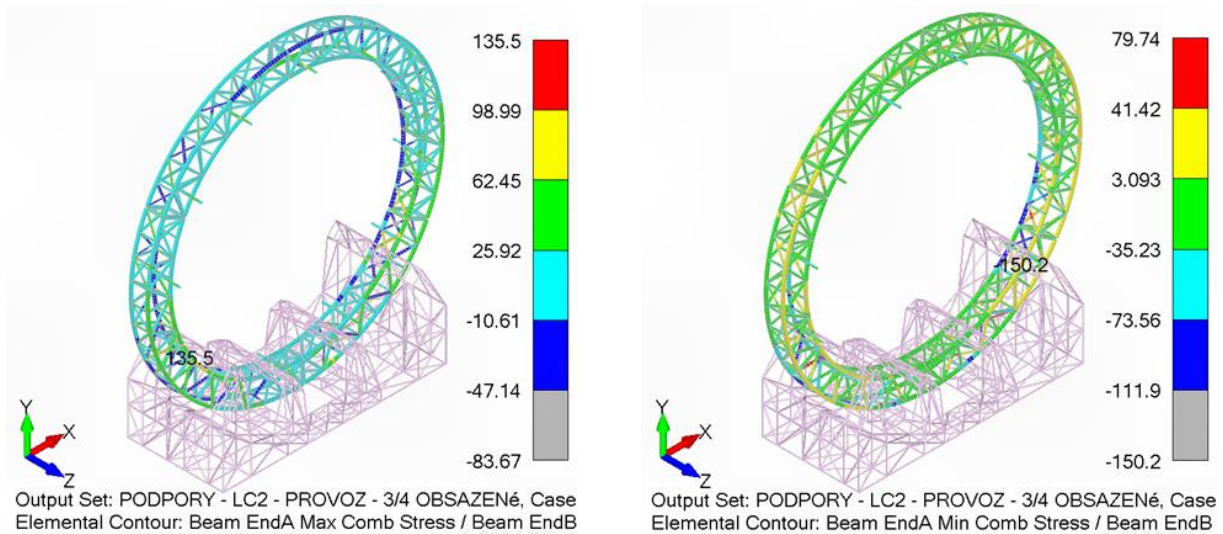 135.5
98.99
62.45
25.92
-10.61
-47.14
-83.67
135.5
Y
X
Z
Output Set: PODPORY - LC2 - PROVOZ - 3/4 OBSAZENé, Case
Elemental Contour: Beam EndA Max Comb Stress / Beam EndB
79.74
41.42
3.093
-35.23
-73.56
-111.9
-150.2
-150.2
Y
X
Z
Output Set: PODPORY - LC2 - PROVOZ - 3/4 OBSAZENé, Case
Elemental Contour: Beam EndA Min Comb Stress / Beam EndB